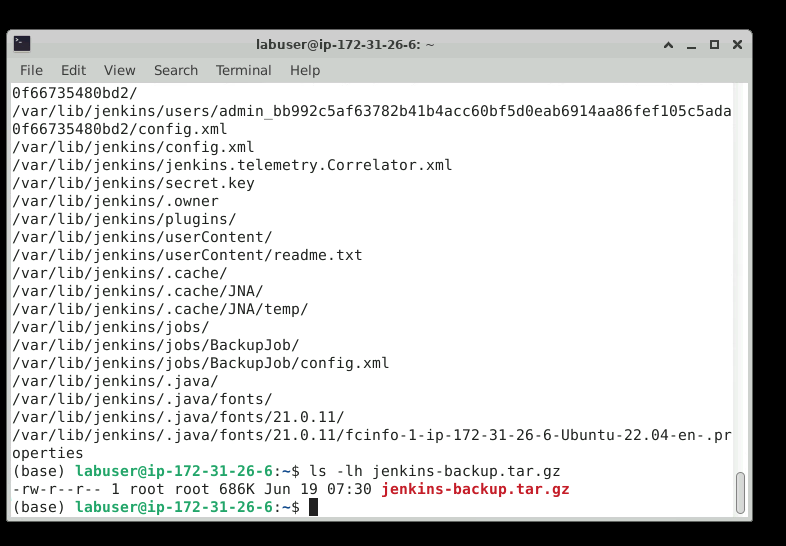 labuser@ip-172-31-26-6: ~
File Edit View Search Terminal Help
0f66735480bd2/
/var/lib/jenkins/users/admin_bb992c5af63782b41b4acc60bf5d0eab6914aa86fef105c5ada
0f66735480bd2/config.xml
/var/lib/jenkins/config.xml
/var/lib/jenkins/jenkins.telemetry.Correlator.xml
/var/lib/jenkins/secret.key
/var/lib/jenkins/.owner
/var/lib/jenkins/plugins/
/var/lib/jenkins/userContent/
/var/lib/jenkins/userContent/readme.txt
/var/lib/jenkins/.cache/
/var/lib/jenkins/.cache/JNA/
/var/lib/jenkins/.cache/JNA/temp/
/var/lib/jenkins/jobs/
/var/lib/jenkins/jobs/BackupJob/
/var/lib/jenkins/jobs/BackupJob/config.xml
/var/lib/jenkins/.java/
/var/lib/jenkins/.java/fonts/
/var/lib/jenkins/.java/fonts/21.0.11/
/var/lib/jenkins/.java/fonts/21.0.11/fcinfo-1-ip-172-31-26-6-Ubuntu-22.04-en-.pr
operties
(base) labuser@ip-172-31-26-6:~$ ls -lh jenkins-backup.tar.gz
-rw-r--r-- 1 root root 686K Jun 19 07:30 jenkins-backup.tar.gz
(base) labuser@ip-172-31-26-6:~$